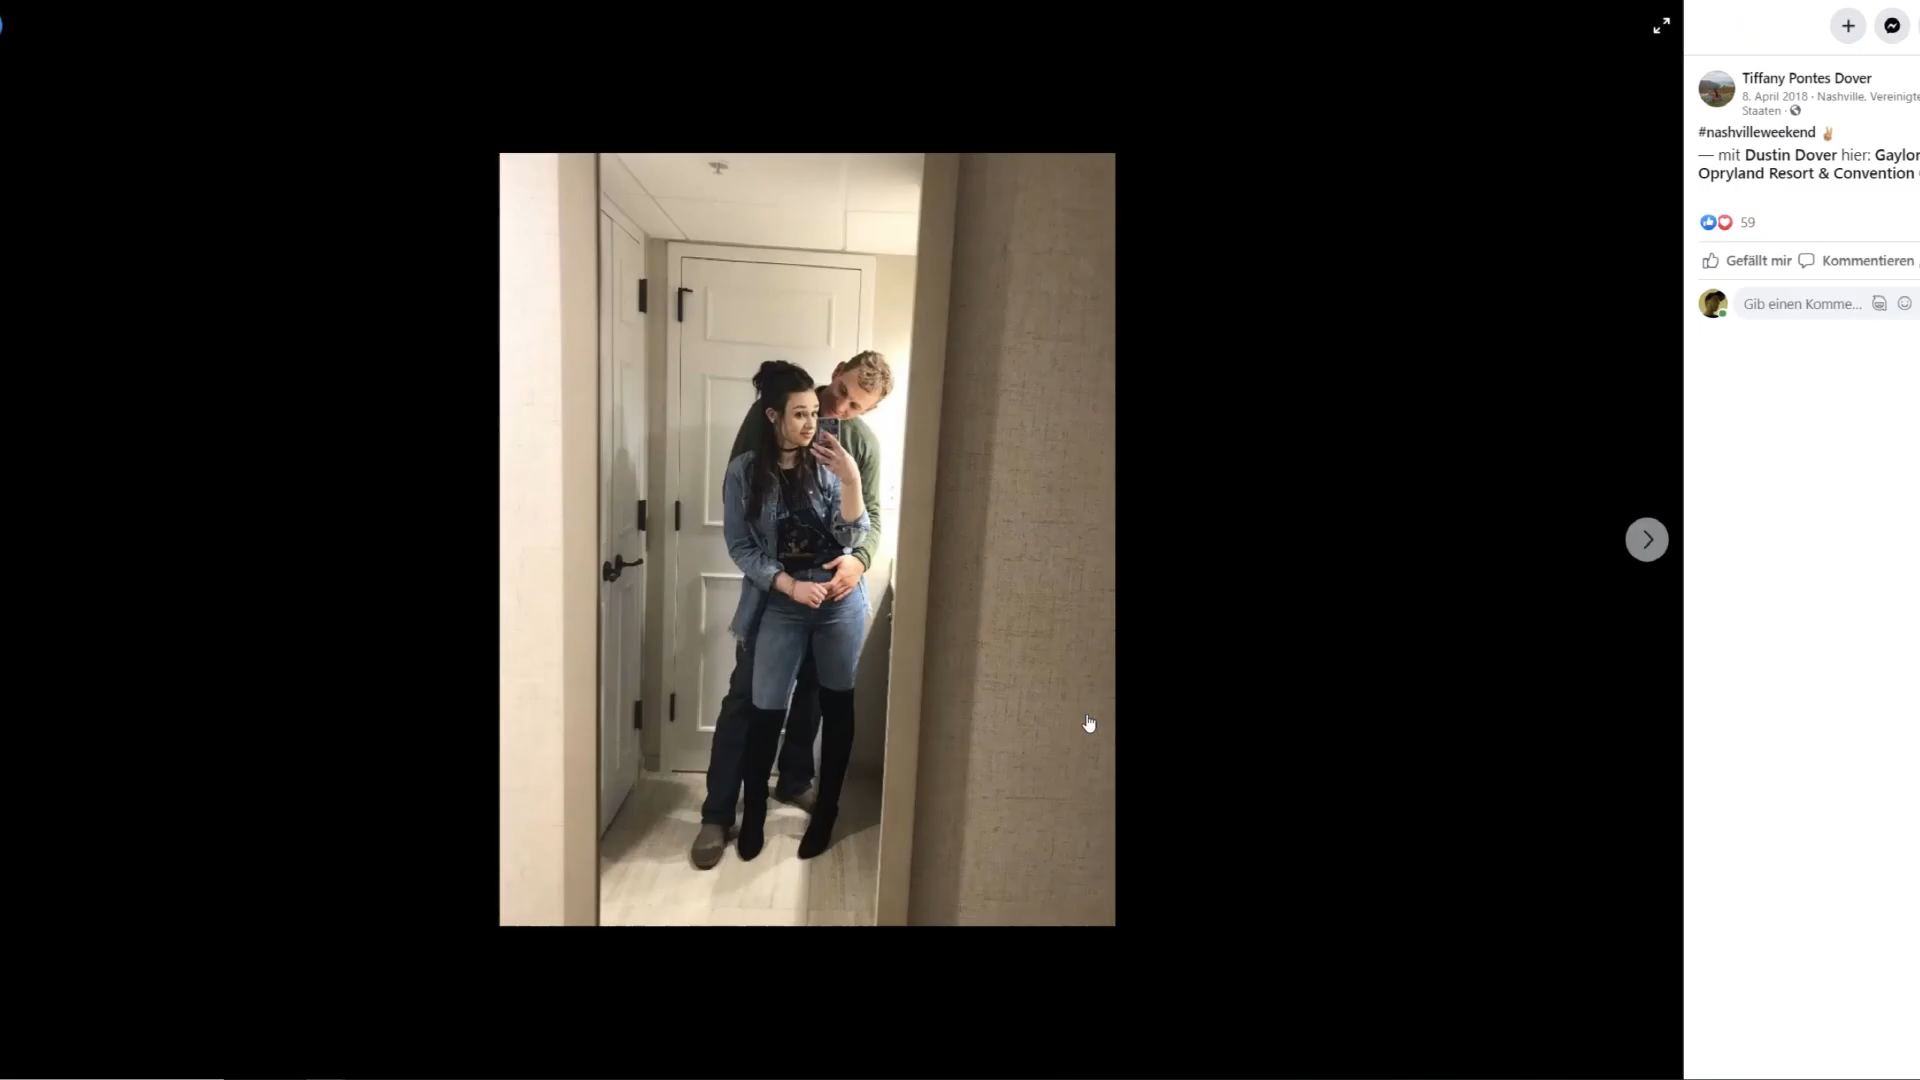 Tiffany Pontes Dover
8. April 2018 · Nashville, Vereinigte
Staaten ·
#nashvilleweekend ✌🏼
— mit Dustin Dover hier: Gaylor
Opryland Resort & Convention
59
Gefällt mir Kommentieren
Gib einen Komme...